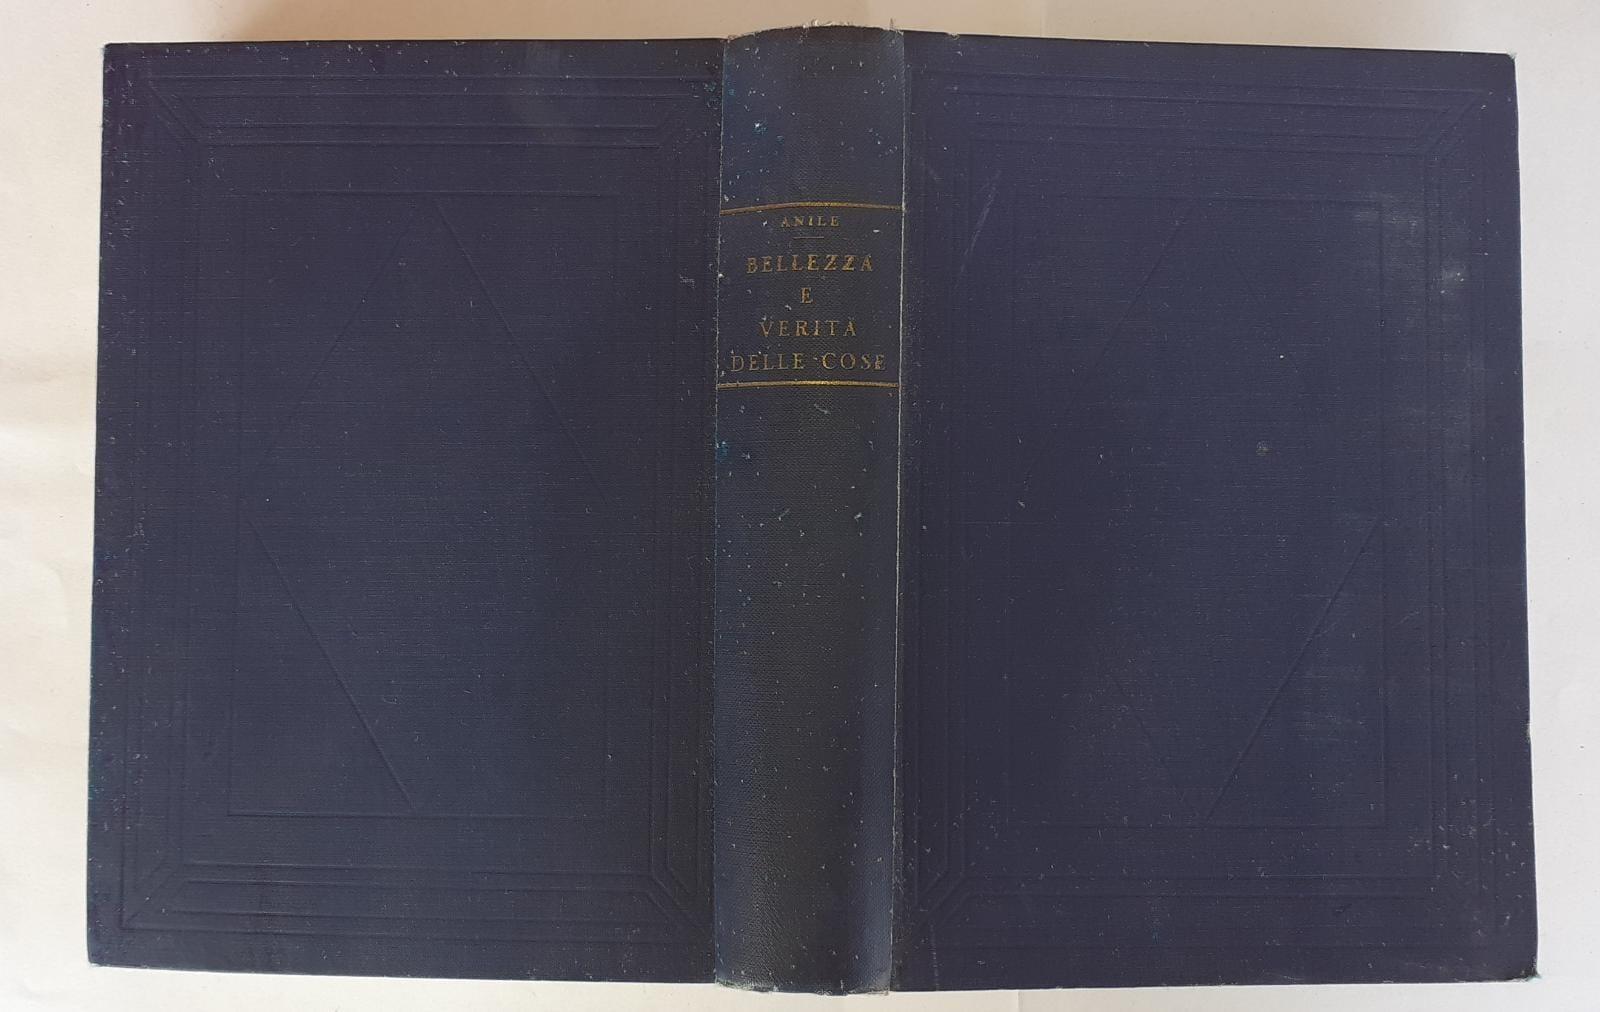 ANILE
BELLEZZA
E
VERITÀ
DELLE COSE